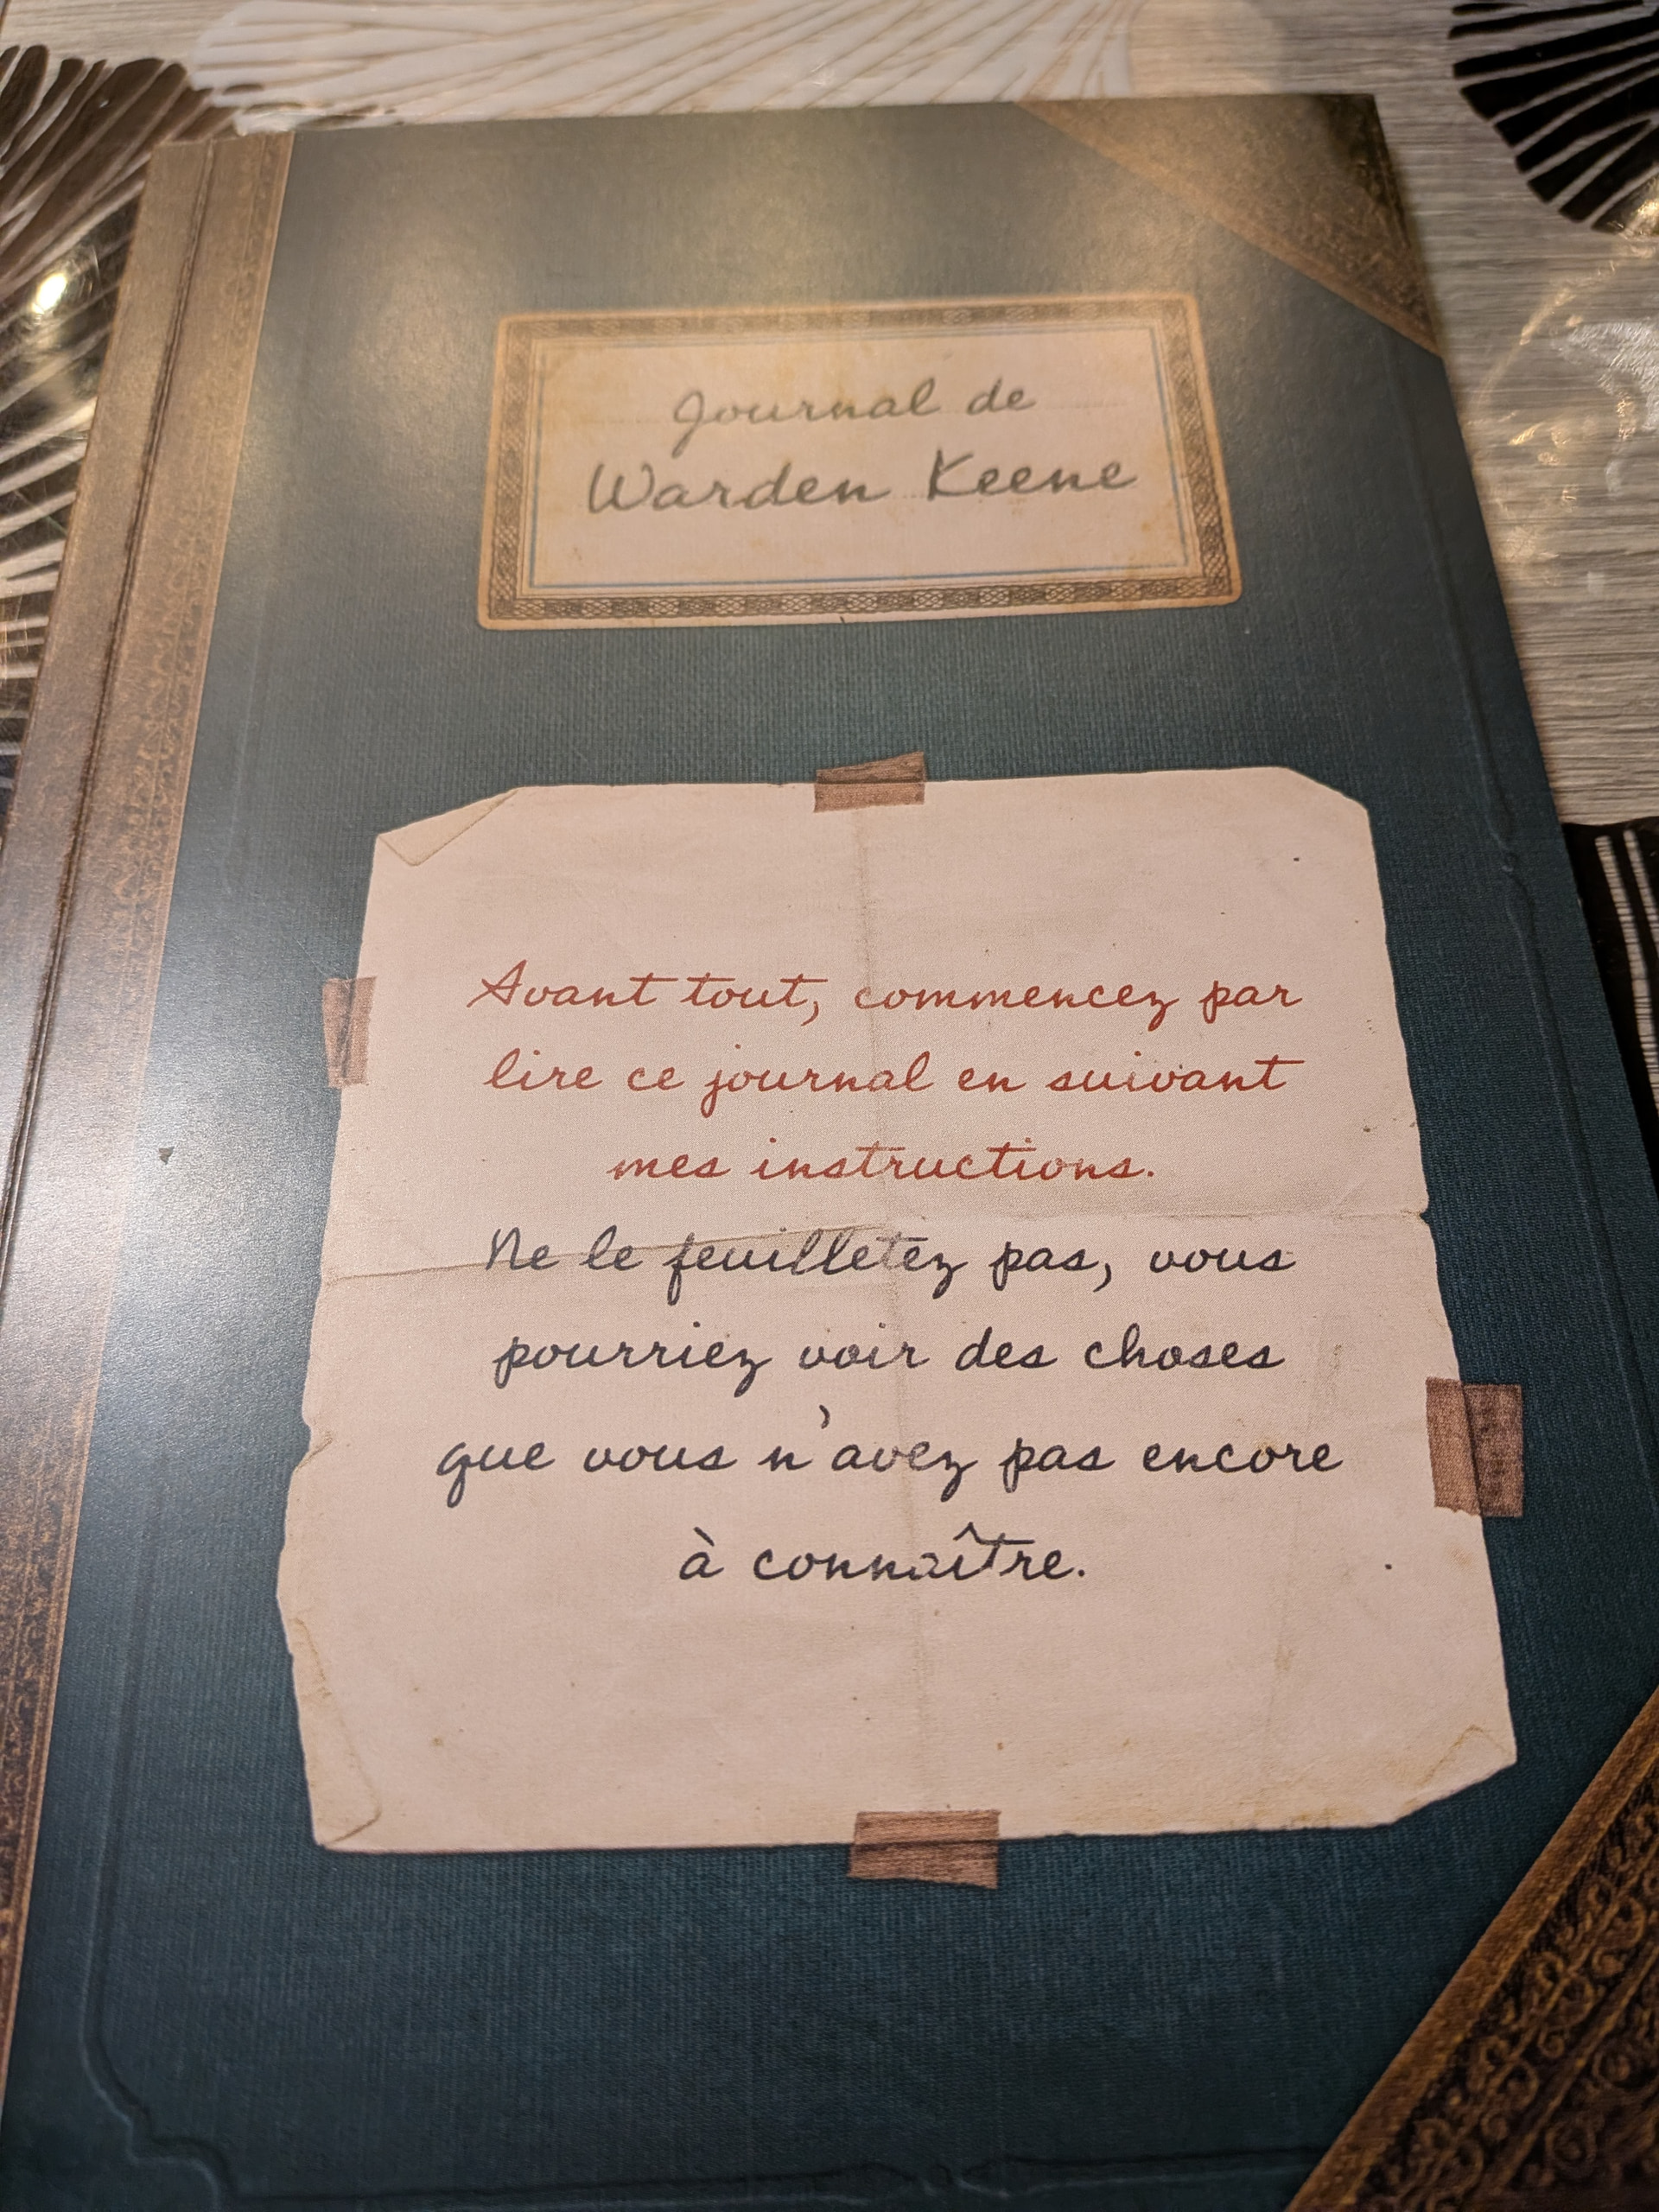 Journal de
Warden Keene
Avant tout, commencez par
lire ce journal en suivant
mes instructions.
Ne le feuilletez pas, vous
pourriez voir des choses
que vous n'avez pas encore
à connaître.